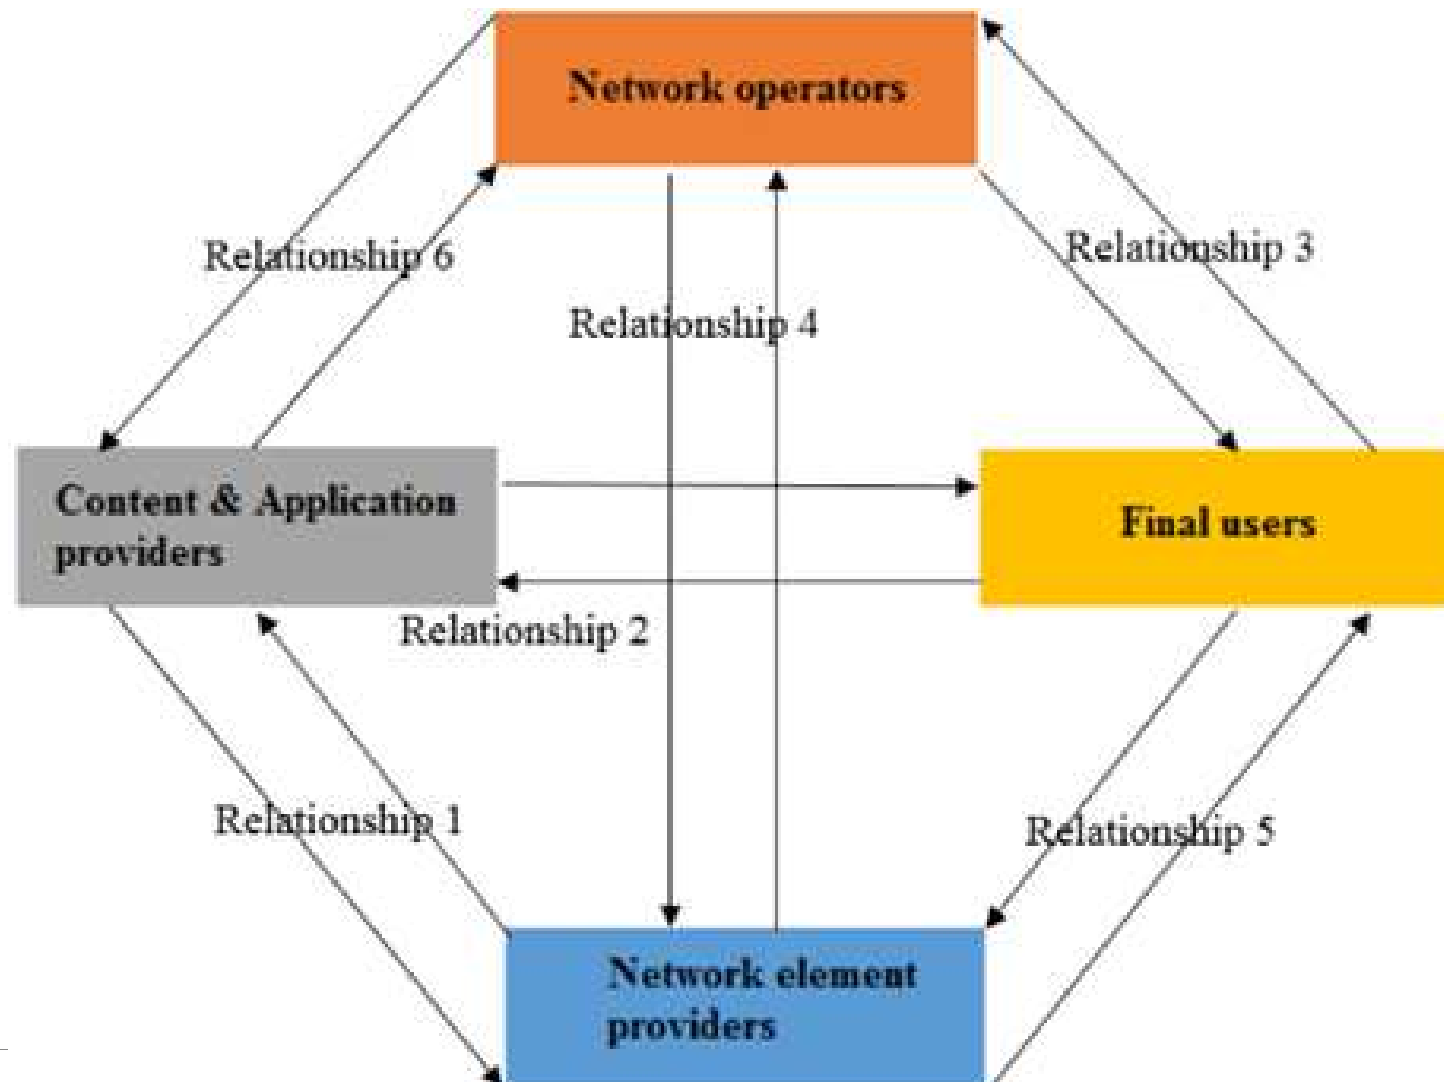 Network operators
Relationship 6
Relationship 3
Relationship 4
Content & Application
providers
Final users
Relationship 2
Relationship 1
Relationship 5
Network element
providers